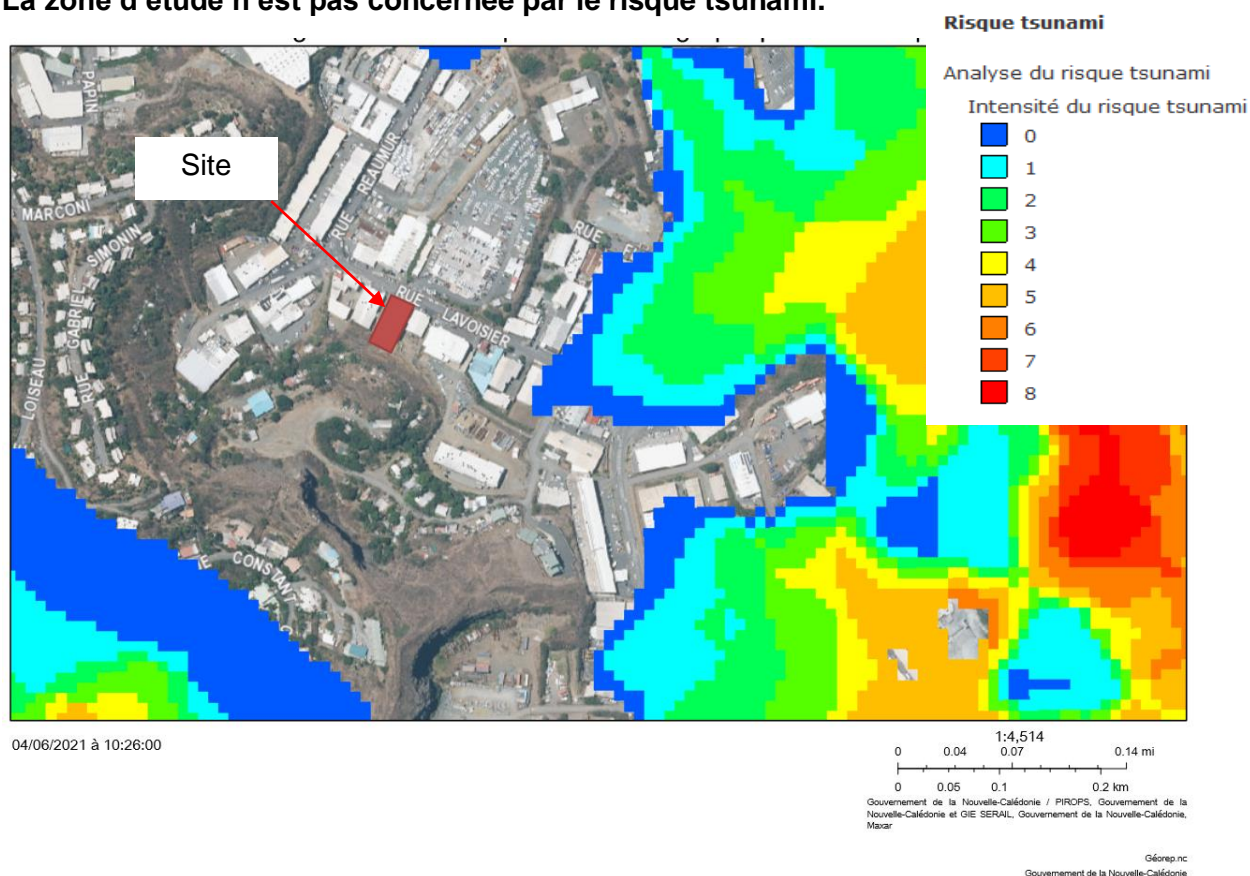 La zone d'étude n'est pas concernée par le risque tsunami.
Risque tsunami
Analyse du risque tsunami
Intensité du risque tsunami
0
1
2
3
4
5
6
7
8
Site
PAPIN
MARCONI
SIMONIN
GABRIEL
RUE
LOISEAU
RUE REAUMUR
RUE LAVOISIER
RUE
CONSTANT
04/06/2021 à 10:26:00
1:4,514
0 0.04 0.07 0.14 mi
0 0.05 0.1 0.2 km
Gouvernement de la Nouvelle-Calédonie / PIROPS, Gouvernement de la
Nouvelle-Calédonie et GIE SERAIL, Gouvernement de la Nouvelle-Calédonie,
Maxar
Géorep.nc
Gouvernement de la Nouvelle-Calédonie